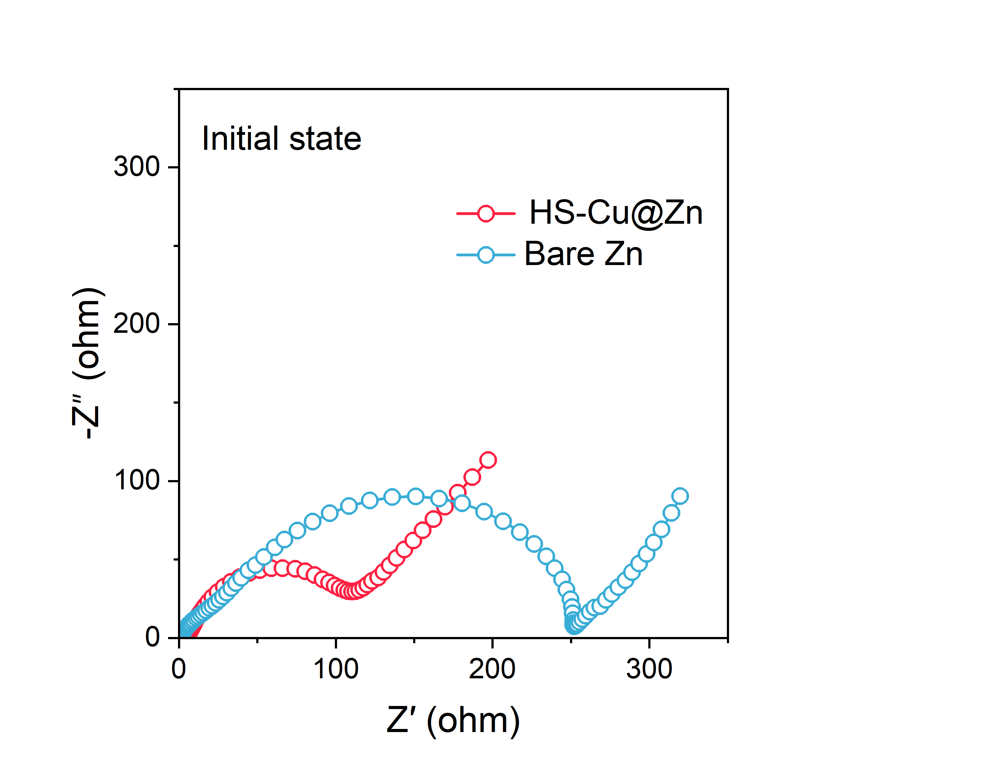 Initial state
HS-Cu@Zn
Bare Zn
300
200
100
0
-Z″ (ohm)
0 100 200 300
Z′ (ohm)